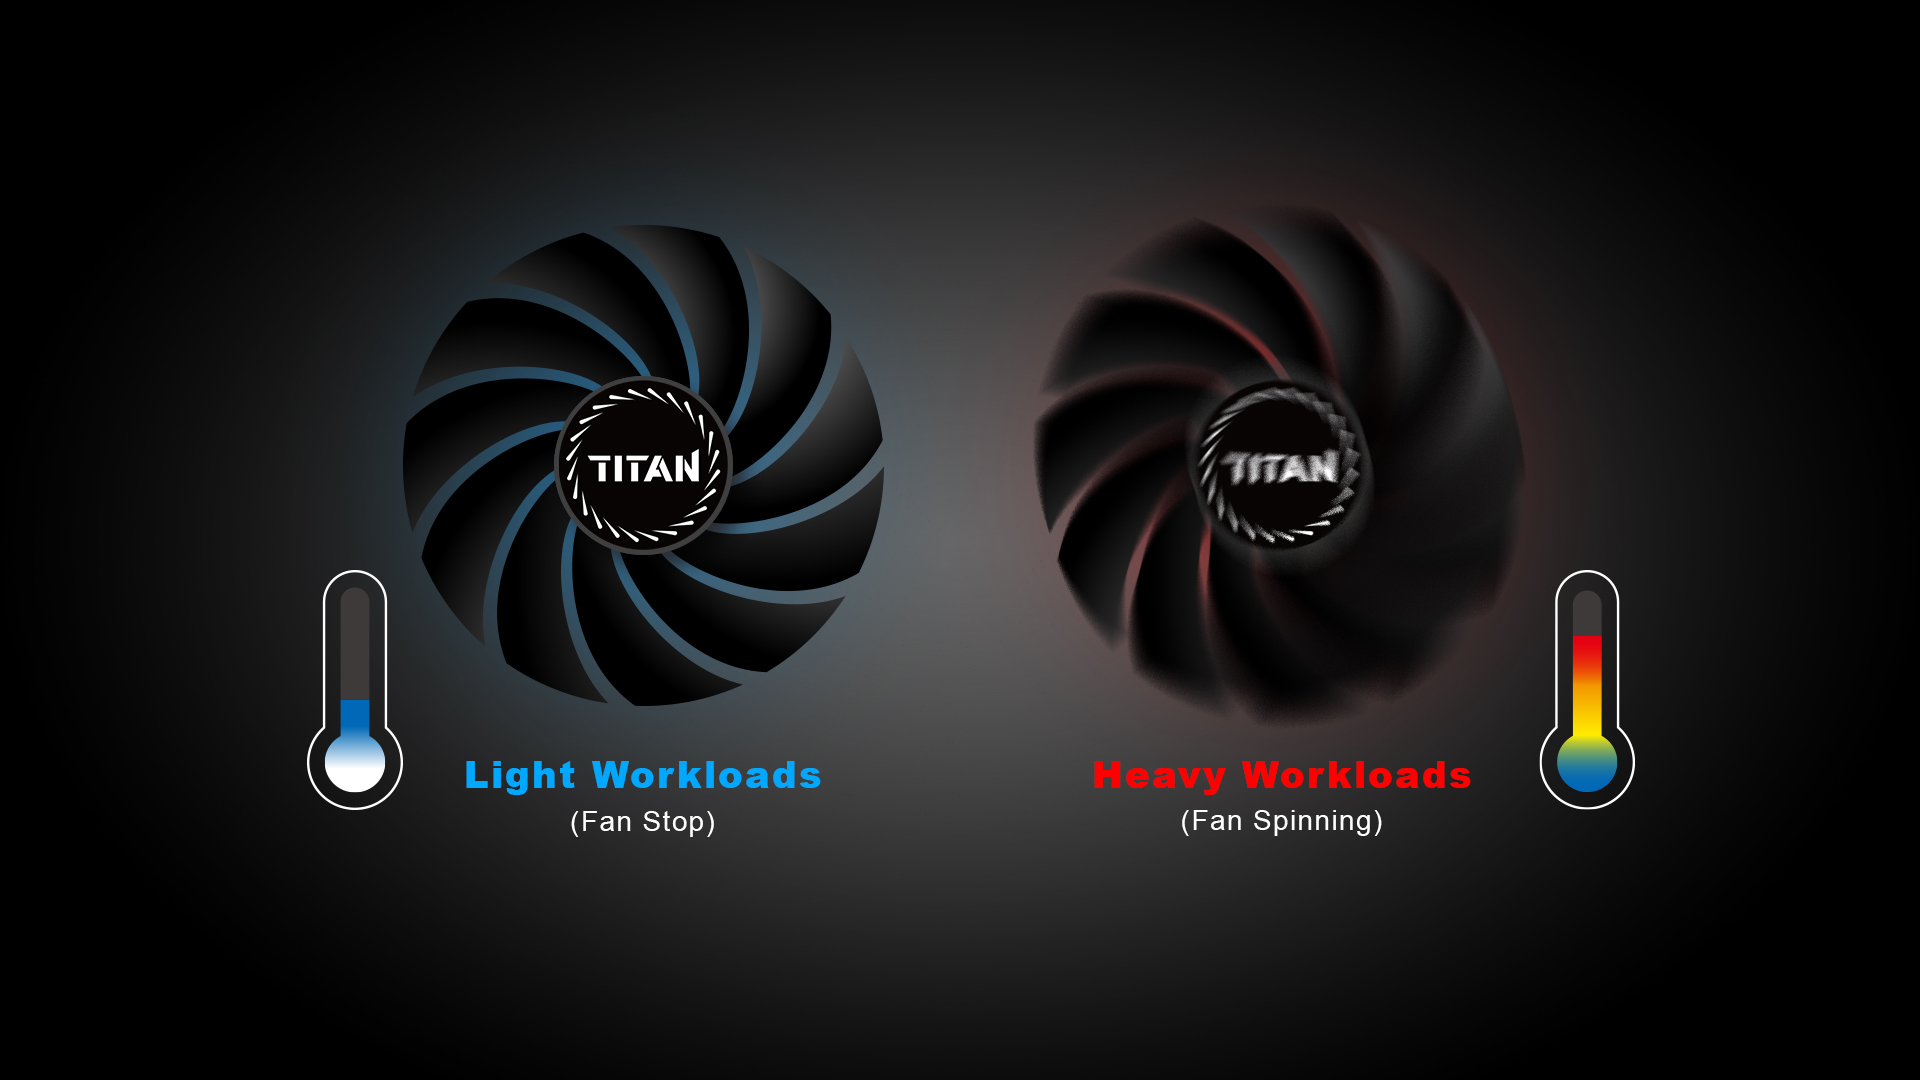 TITAN
TITAN
Light Workloads
(Fan Stop)
Heavy Workloads
(Fan Spinning)